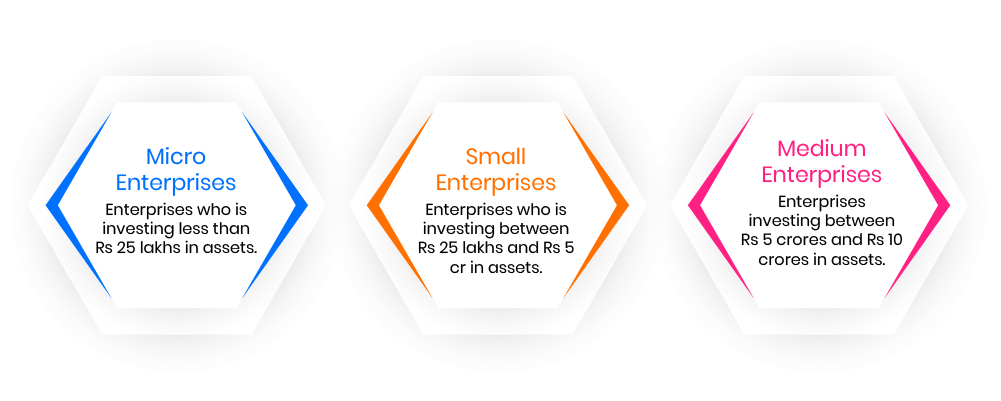 Micro
Enterprises
Enterprises who is
investing less than
Rs 25 lakhs in assets.
Small
Enterprises
Enterprises who is
investing between
Rs 25 lakhs and Rs 5
cr in assets.
Medium
Enterprises
Enterprises
investing between
Rs 5 crores and Rs 10
crores in assets.